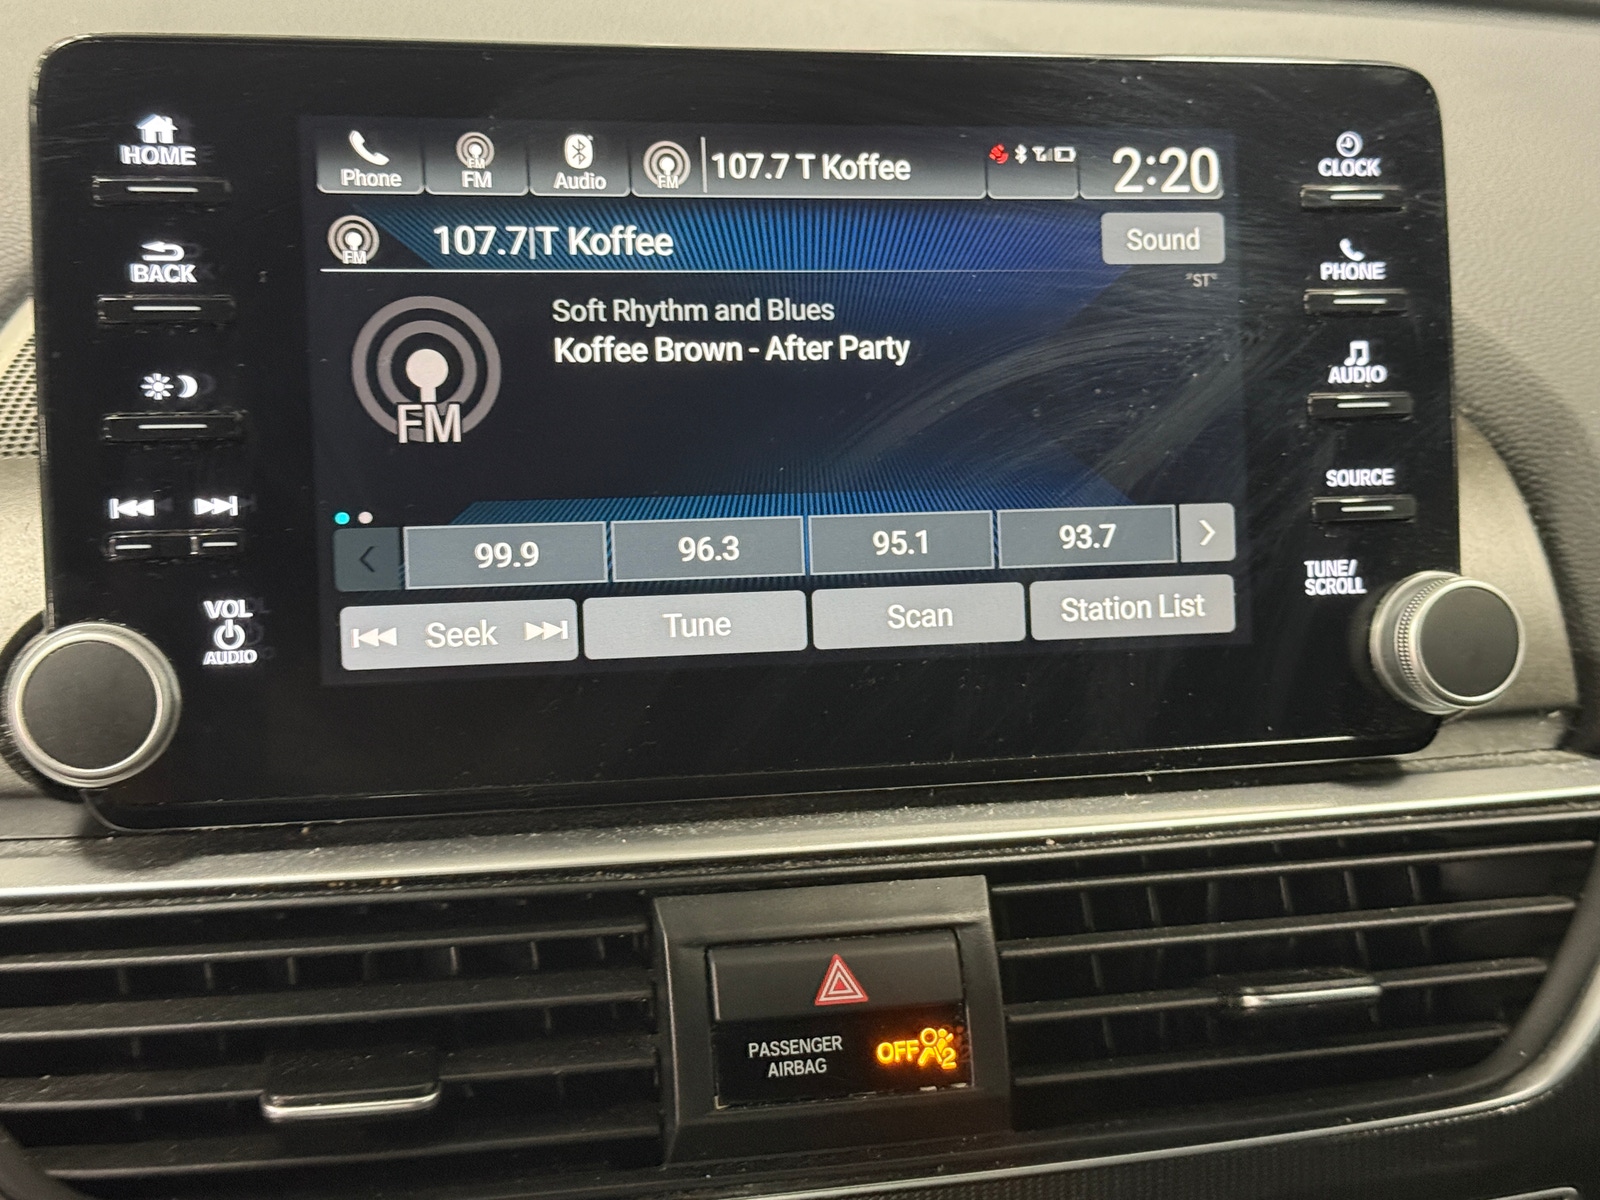 HOME
BACK
VOL
AUDIO
Phone
FM
FM
Audio
FM
107.7 T Koffee
2:20
FM
107.7|T Koffee
Sound
"ST"
FM
Soft Rhythm and Blues
Koffee Brown - After Party
99.9
96.3
95.1
93.7
Seek
Tune
Scan
Station List
CLOCK
PHONE
AUDIO
SOURCE
TUNE/
SCROLL
PASSENGER
AIRBAG
OFF
2